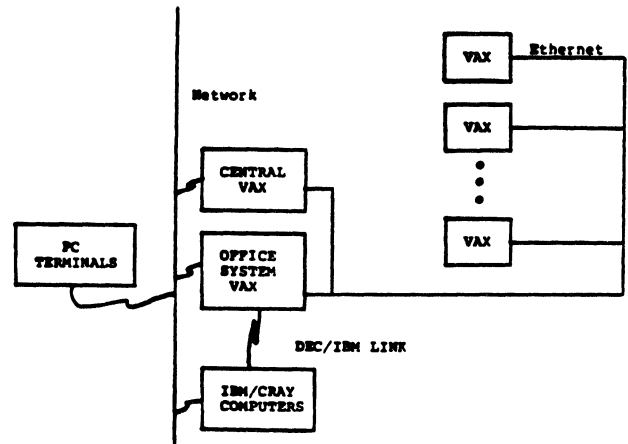 VAX
Ethernet
Network
VAX
CENTRAL
VAX
PC
TERMINALS
OFFICE
SYSTEM
VAX
VAX
DEC/IBM LINK
IBM/CRAY
COMPUTERS